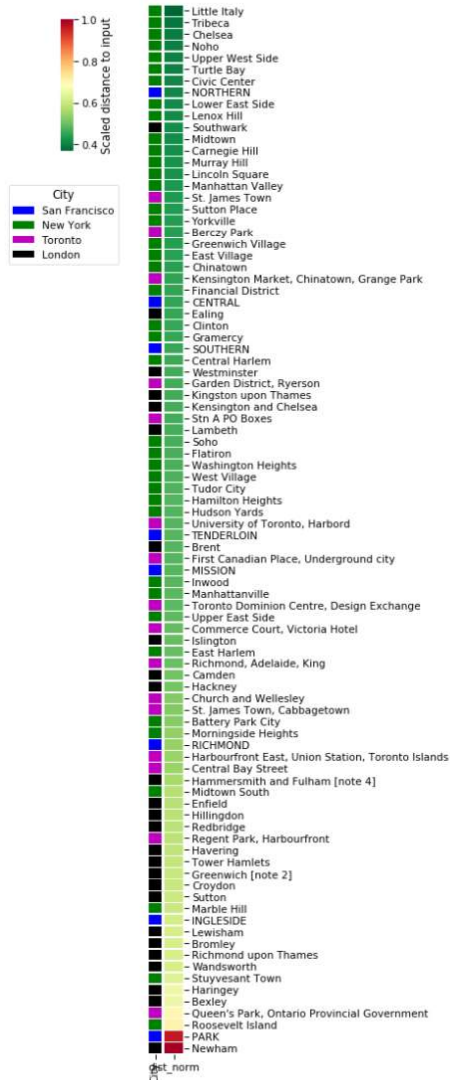 1.0
0.8
0.6
0.4
Scaled distance to input
City
San Francisco
New York
Toronto
London
Little Italy
Tribeca
Chelsea
Noho
Upper West Side
Turtle Bay
Civic Center
NORTHERN
Lower East Side
Lenox Hill
Southwark
Midtown
Carnegie Hill
Murray Hill
Lincoln Square
Manhattan Valley
St. James Town
Sutton Place
Yorkville
Berczy Park
Greenwich Village
East Village
Chinatown
Kensington Market, Chinatown, Grange Park
Financial District
CENTRAL
Ealing
Clinton
Gramercy
SOUTHERN
Central Harlem
Westminster
Garden District, Ryerson
Kingston upon Thames
Kensington and Chelsea
Stn A PO Boxes
Lambeth
Soho
Flatiron
Washington Heights
West Village
Tudor City
Hamilton Heights
Hudson Yards
University of Toronto, Harbord
TENDERLOIN
Brent
First Canadian Place, Underground city
MISSION
Inwood
Manhattanville
Toronto Dominion Centre, Design Exchange
Upper East Side
Commerce Court, Victoria Hotel
Islington
East Harlem
Richmond, Adelaide, King
Camden
Hackney
Church and Wellesley
St. James Town, Cabbagetown
Battery Park City
Morningside Heights
RICHMOND
Harbourfront East, Union Station, Toronto Islands
Central Bay Street
Hammersmith and Fulham [note 4]
Midtown South
Enfield
Hillingdon
Redbridge
Regent Park, Harbourfront
Havering
Tower Hamlets
Greenwich [note 2]
Croydon
Sutton
Marble Hill
INGLESIDE
Lewisham
Bromley
Richmond upon Thames
Wandsworth
Stuyvesant Town
Haringey
Bexley
Queen's Park, Ontario Provincial Government
Roosevelt Island
PARK
Newham
dist_norm